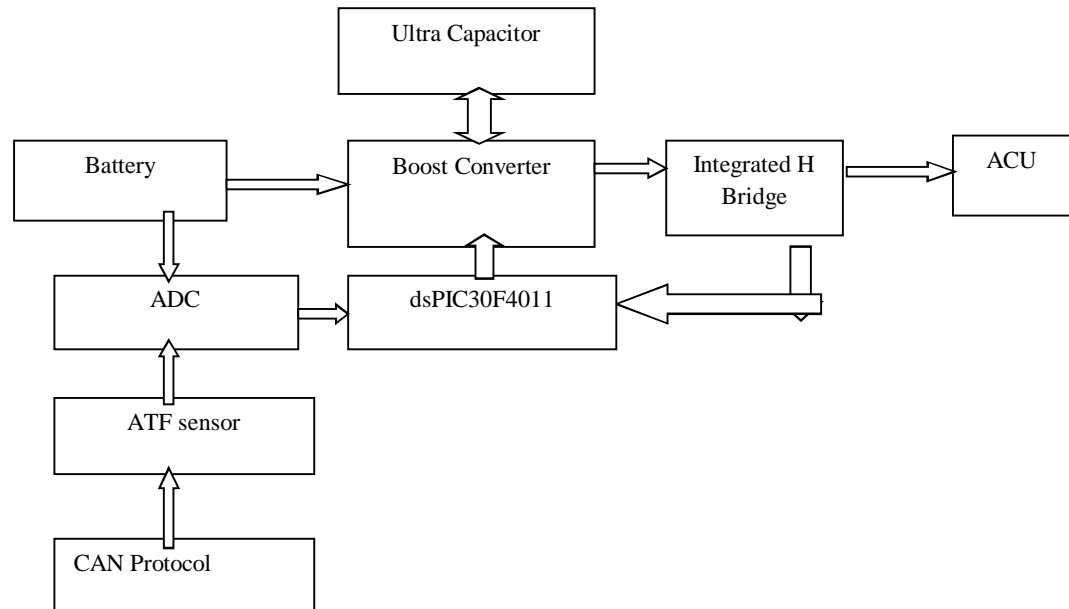 Ultra Capacitor
Battery
Boost Converter
Integrated H
Bridge
ACU
ADC
dsPIC30F4011
ATF sensor
CAN Protocol